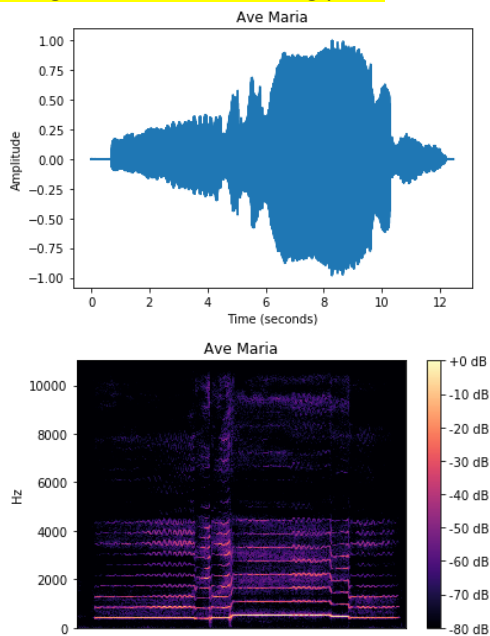 Ave Maria
1.00
0.75
0.50
0.25
0.00
−0.25
−0.50
−0.75
−1.00
Amplitude
0 2 4 6 8 10 12
Time (seconds)
Ave Maria
10000
8000
6000
4000
2000
0
Hz
+0 dB
-10 dB
-20 dB
-30 dB
-40 dB
-50 dB
-60 dB
-70 dB
-80 dB